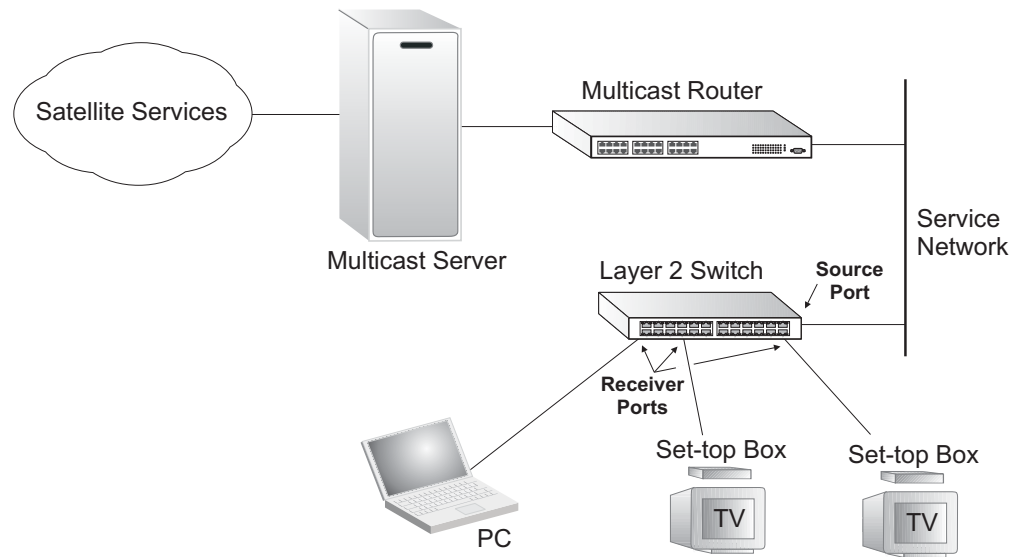 Satellite Services
Multicast Server
Multicast Router
Service
Network
Layer 2 Switch
Source
Port
Receiver
Ports
PC
Set-top Box
TV
Set-top Box
TV